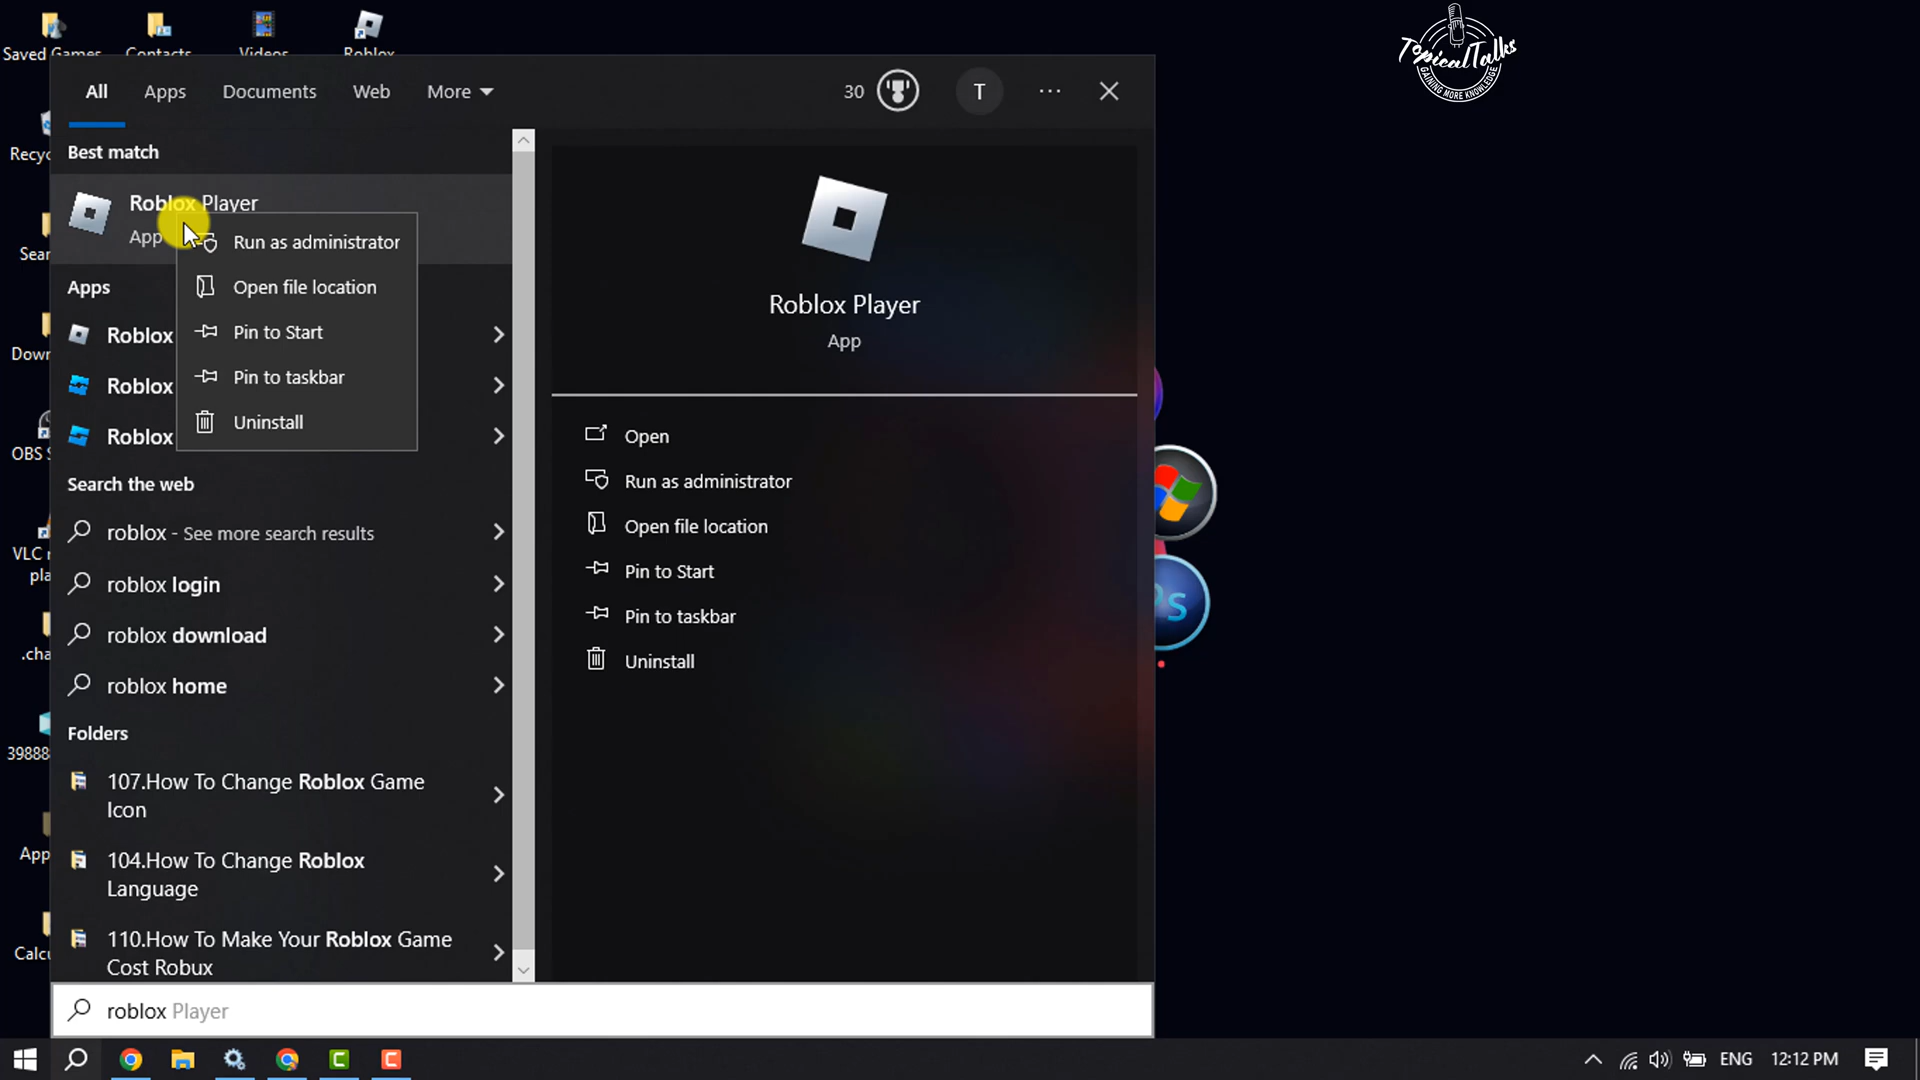 Saved Games Contacts Videos Roblox
TopicalTalks
GAINING MORE KNOWLEDGE
All Apps Documents Web More 30 T
Best match
Roblox Player
App
Run as administrator
Open file location
Pin to Start
Pin to taskbar
Uninstall
Apps
Roblox
Roblox
Roblox
Search the web
roblox - See more search results
roblox login
roblox download
roblox home
Folders
107.How To Change Roblox Game
Icon
104.How To Change Roblox
Language
110.How To Make Your Roblox Game
Cost Robux
Roblox Player
App
Open
Run as administrator
Open file location
Pin to Start
Pin to taskbar
Uninstall
Recyc
Sear
Down
OBS S
VLC
pla
.cha
39888
App
Calcu
s
roblox Player
ENG 12:12 PM